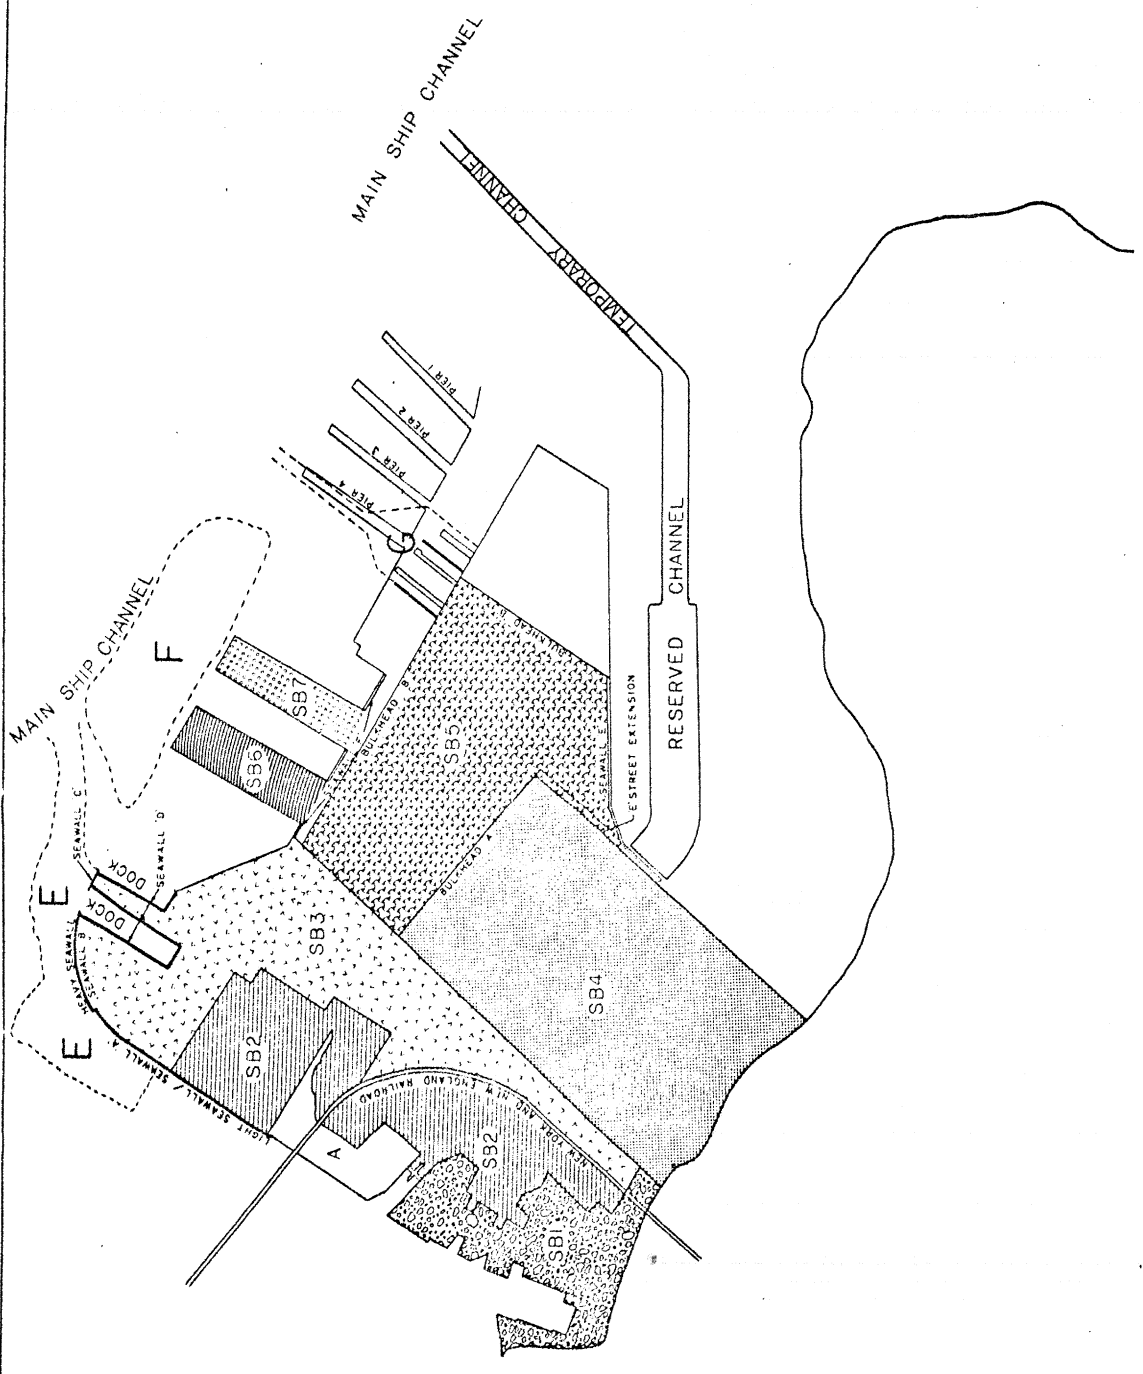 MAIN SHIP CHANNEL
TEMPORARY CHANNEL
PIER 1
PIER 2
PIER 3
PIER 4
G
MAIN SHIP CHANNEL
F
SEAWALL 'C'
SEAWALL 'D'
E
DOCK
DOCK
HEAVY SEAWALL
SEAWALL B'
E
LIGHT SEAWALL / SEAWALL 'A'
SB7
SB6
BULKHEAD B
BULKHEAD
SB5
SEAWALL E
'E' STREET EXTENSION
RESERVED CHANNEL
BULKHEAD A
SB3
SB4
SB2
NEW YORK AND NEW ENGLAND RAILROAD
A
SB2
SB1